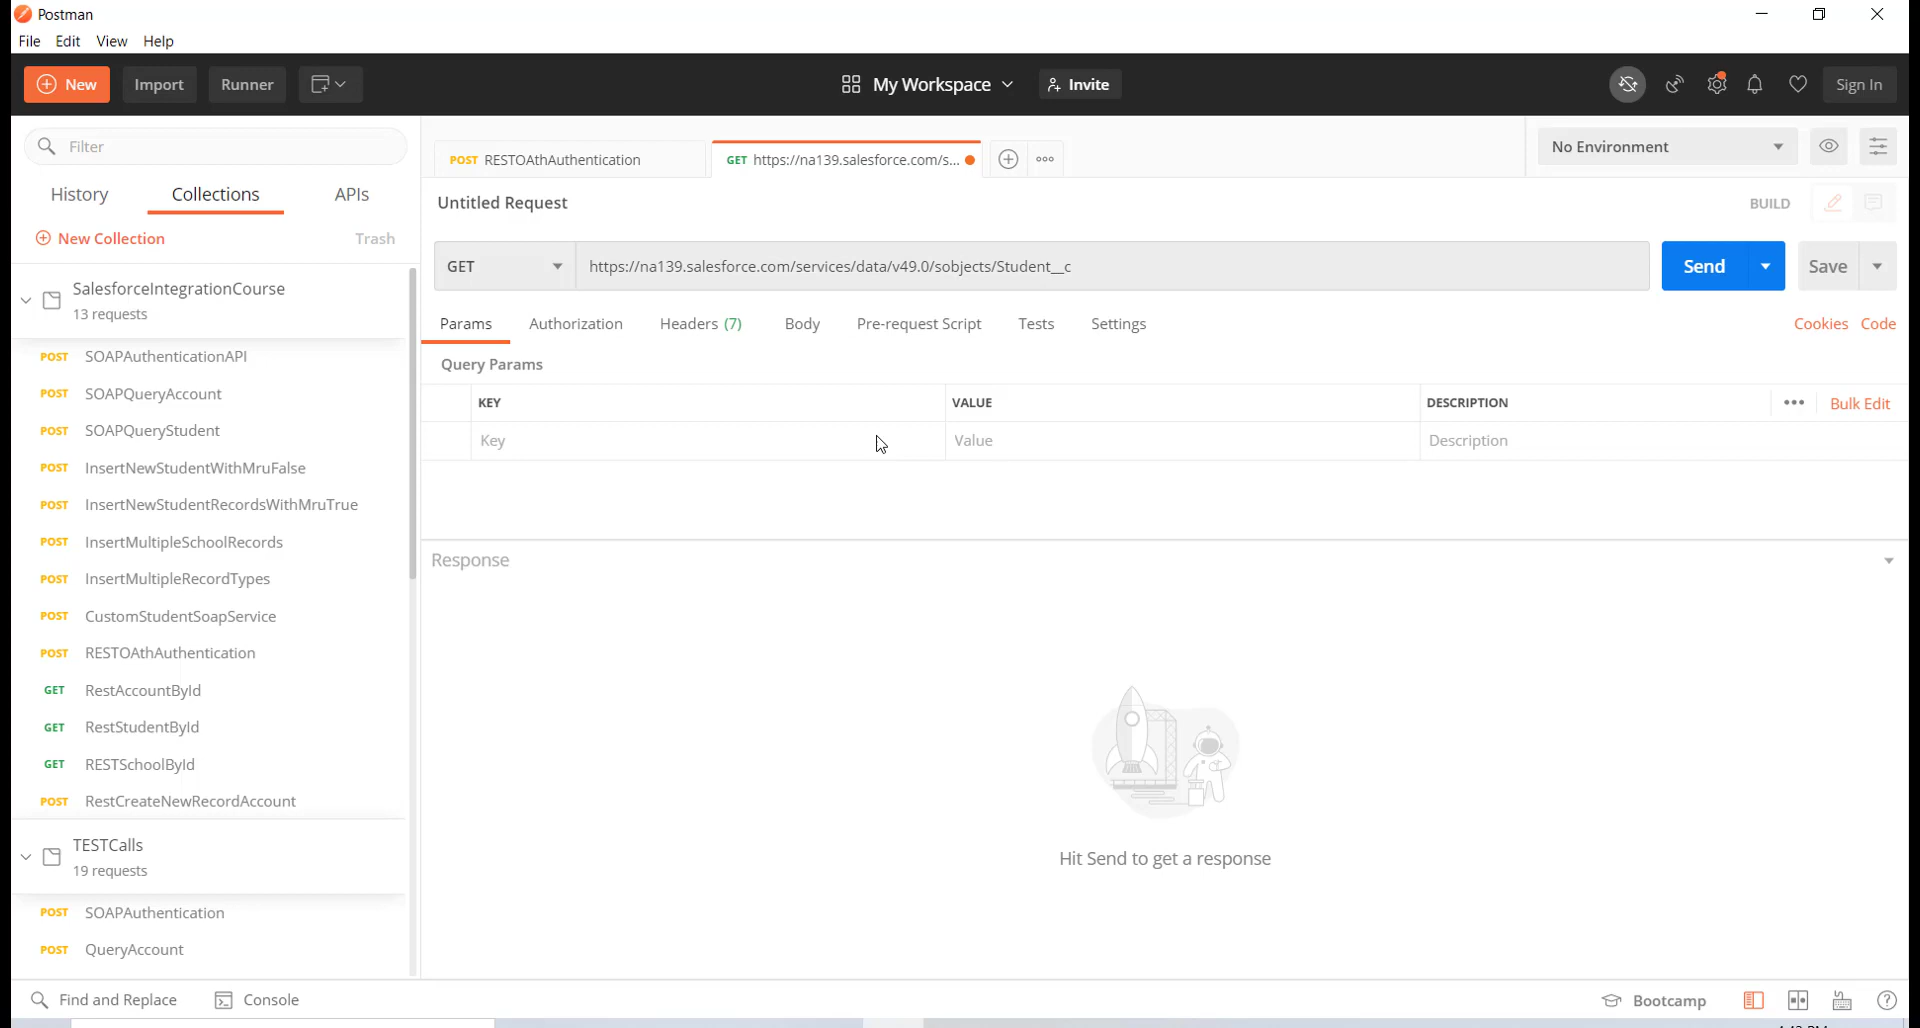 Postman
File Edit View Help
New Import Runner My Workspace Invite Sign In
Filter
History Collections APIs
New Collection Trash
SalesforceIntegrationCourse
13 requests
POST SOAPAuthenticationAPI
POST SOAPQueryAccount
POST SOAPQueryStudent
POST InsertNewStudentWithMruFalse
POST InsertNewStudentRecordsWithMruTrue
POST InsertMultipleSchoolRecords
POST InsertMultipleRecordTypes
POST CustomStudentSoapService
POST RESTOAthAuthentication
GET RestAccountById
GET RestStudentById
GET RESTSchoolById
POST RestCreateNewRecordAccount
TESTCalls
19 requests
POST SOAPAuthentication
POST QueryAccount
POST RESTOAthAuthentication GET https://na139.salesforce.com/s... No Environment
Untitled Request BUILD
GET https://na139.salesforce.com/services/data/v49.0/sobjects/Student__c Send Save
Params Authorization Headers (7) Body Pre-request Script Tests Settings Cookies Code
Query Params
KEY VALUE DESCRIPTION Bulk Edit
Key Value Description
Response
Hit Send to get a response
Find and Replace Console Bootcamp